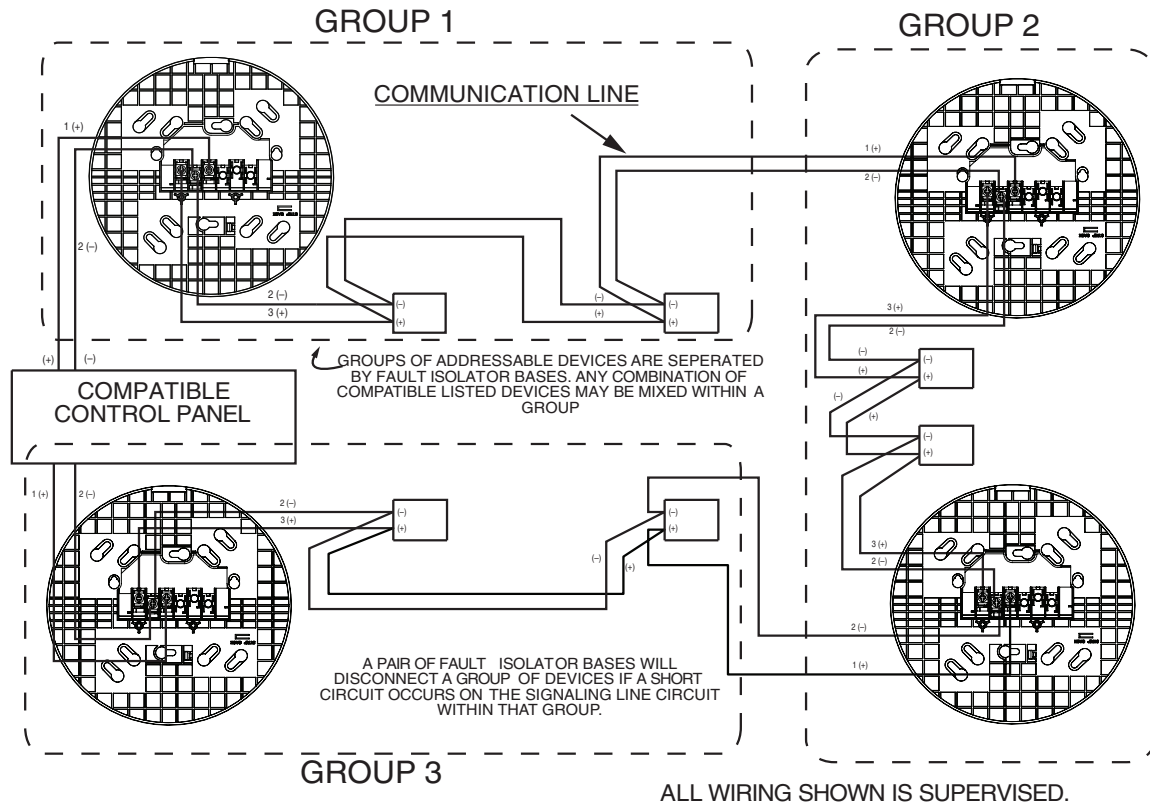 GROUP 1
GROUP 2
COMMUNICATION LINE
1 (+)
2 (–)
1 (+)
2 (–)
2 (–)
3 (+)
(–)
(+)
(–)
(+)
(–)
(+)
(+)
(–)
3 (+)
2 (–)
(–)
(+)
(–)
(+)
(–)
(+)
(–)
(+)
GROUPS OF ADDRESSABLE DEVICES ARE SEPERATED
BY FAULT ISOLATOR BASES. ANY COMBINATION OF
COMPATIBLE LISTED DEVICES MAY BE MIXED WITHIN A
GROUP
COMPATIBLE
CONTROL PANEL
1 (+)
2 (–)
2 (–)
3 (+)
(–)
(+)
(–)
(+)
(–)
(+)
3 (+)
2 (–)
2 (–)
1 (+)
A PAIR OF FAULT ISOLATOR BASES WILL
DISCONNECT A GROUP OF DEVICES IF A SHORT
CIRCUIT OCCURS ON THE SIGNALING LINE CIRCUIT
WITHIN THAT GROUP.
GROUP 3
ALL WIRING SHOWN IS SUPERVISED.